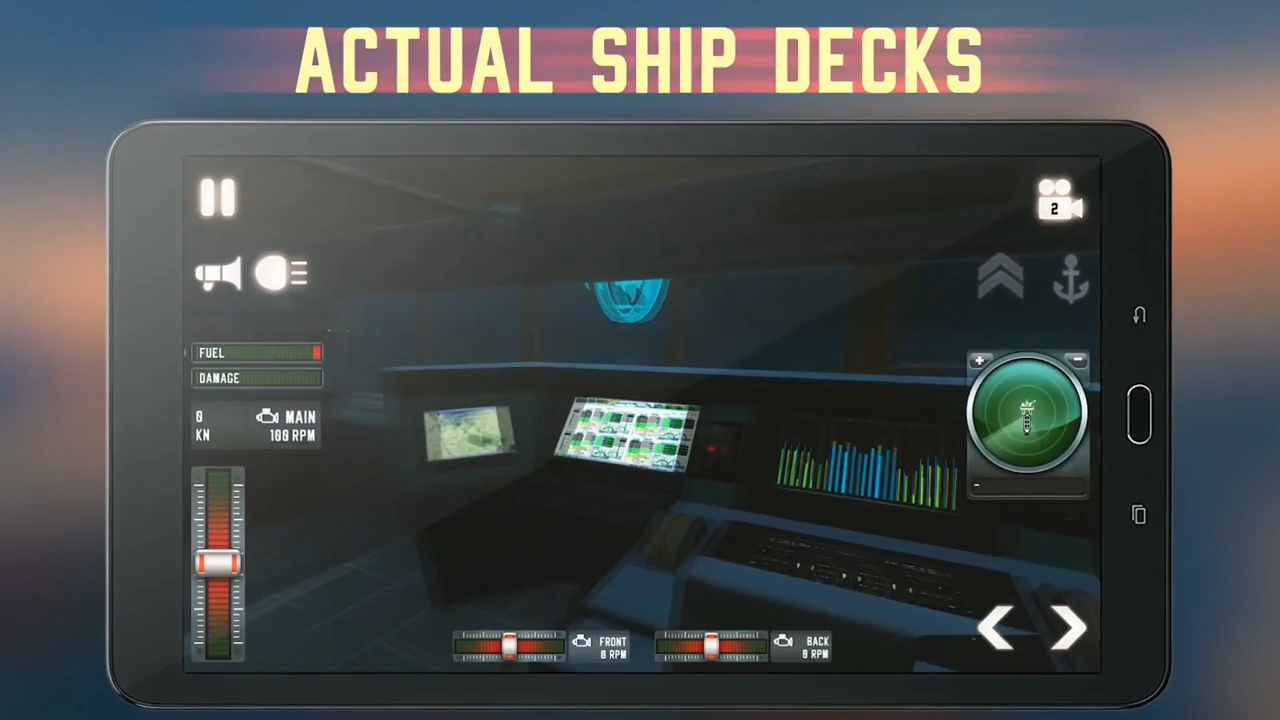 ACTUAL SHIP DECKS
2
FUEL
DAMAGE
0 MAIN
KN 100 RPM
FRONT
0 RPM
BACK
0 RPM